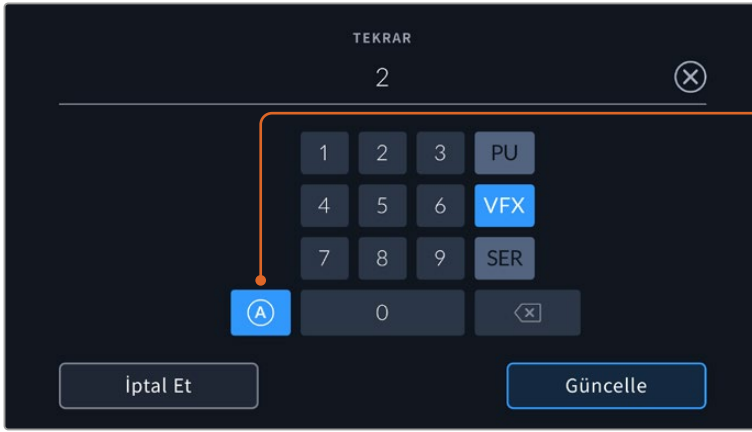 TEKRAR
2
1 2 3 PU
4 5 6 VFX
7 8 9 SER
A 0
İptal Et Güncelle